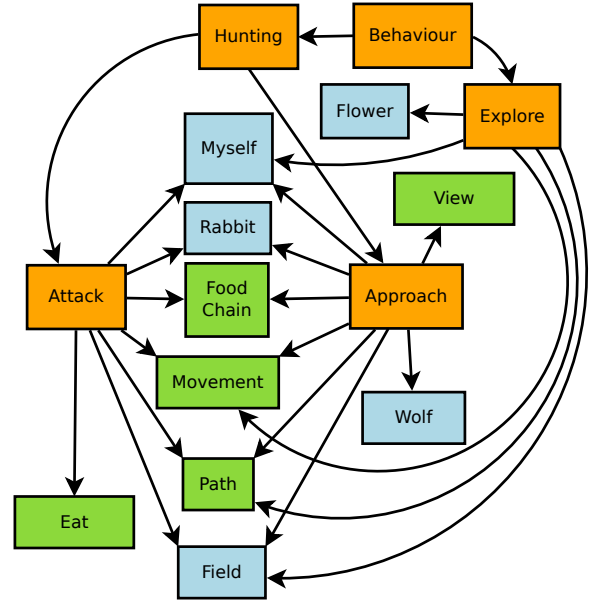 Hunting
Behaviour
Flower
Explore
Myself
View
Rabbit
Attack
Food
Chain
Approach
Movement
Wolf
Path
Eat
Field